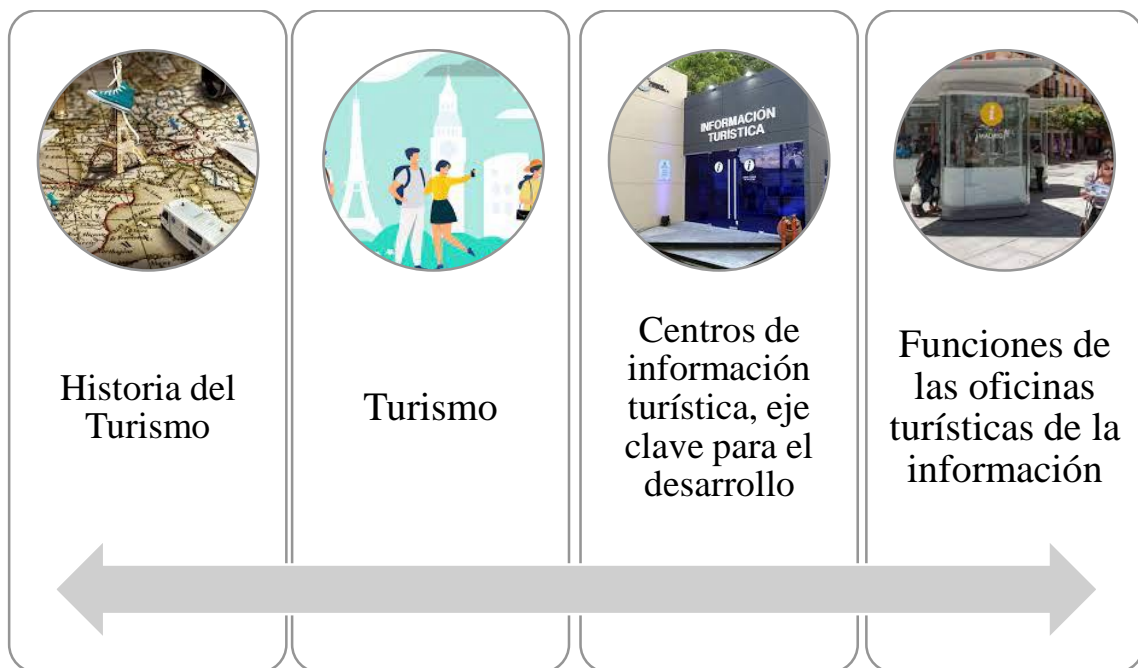 INFORMACIÓN
TURÍSTICA
i
i
i
MADRID
Historia del
Turismo
Turismo
Centros de
información
turística, eje
clave para el
desarrollo
Funciones de
las oficinas
turísticas de la
información